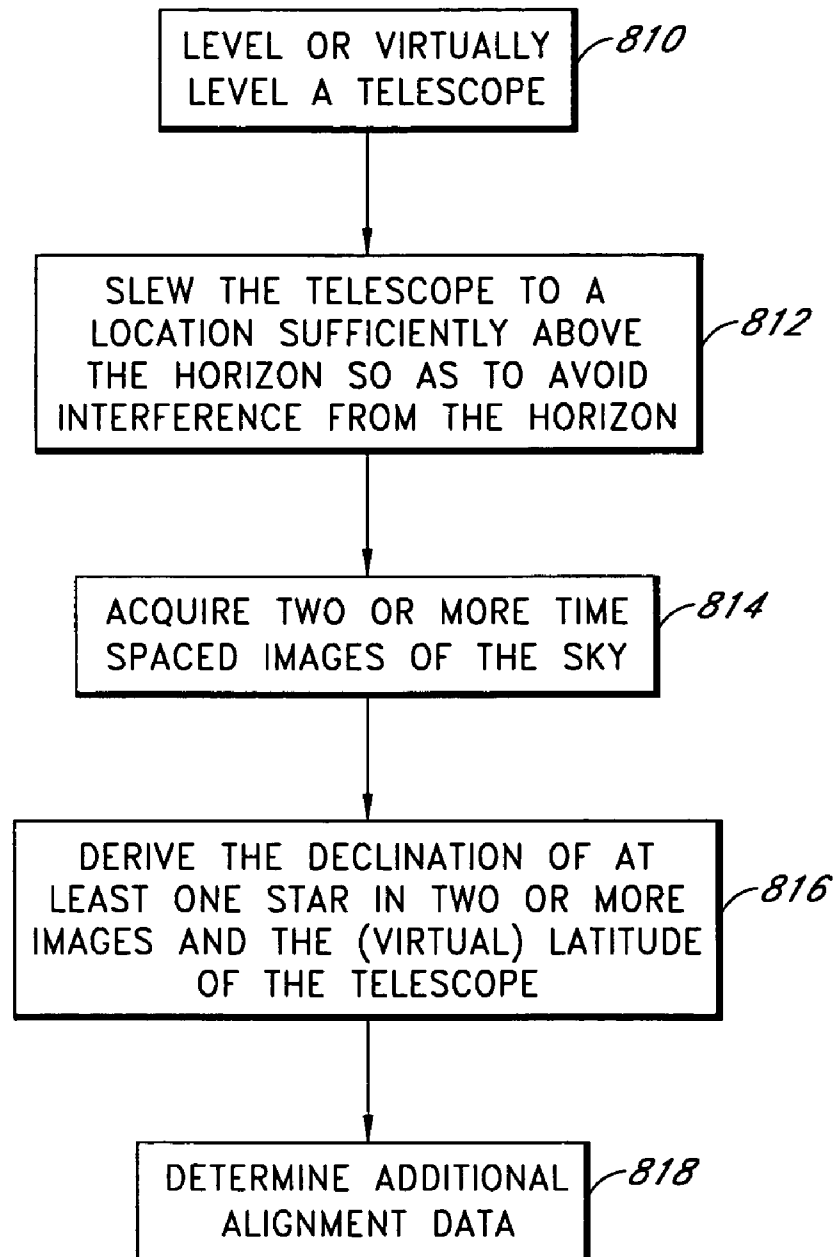 LEVEL OR VIRTUALLY
LEVEL A TELESCOPE
810
SLEW THE TELESCOPE TO A
LOCATION SUFFICIENTLY ABOVE
THE HORIZON SO AS TO AVOID
INTERFERENCE FROM THE HORIZON
812
ACQUIRE TWO OR MORE TIME
SPACED IMAGES OF THE SKY
814
DERIVE THE DECLINATION OF AT
LEAST ONE STAR IN TWO OR MORE
IMAGES AND THE (VIRTUAL) LATITUDE
OF THE TELESCOPE
816
DETERMINE ADDITIONAL
ALIGNMENT DATA
818